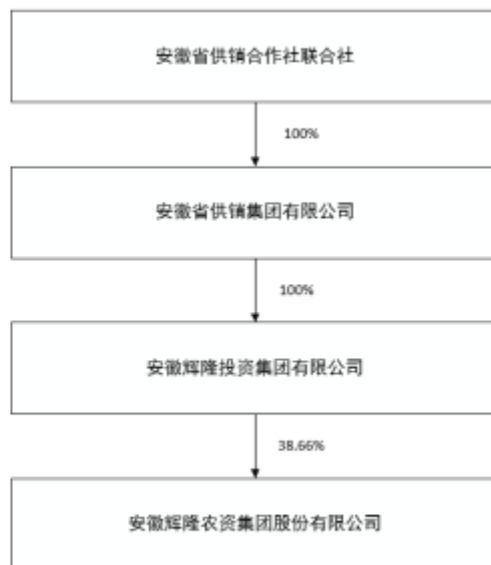 安徽省供销合作社联合社
100%
安徽省供销集团有限公司
100%
安徽辉隆投资集团有限公司
38.66%
安徽辉隆农资集团股份有限公司